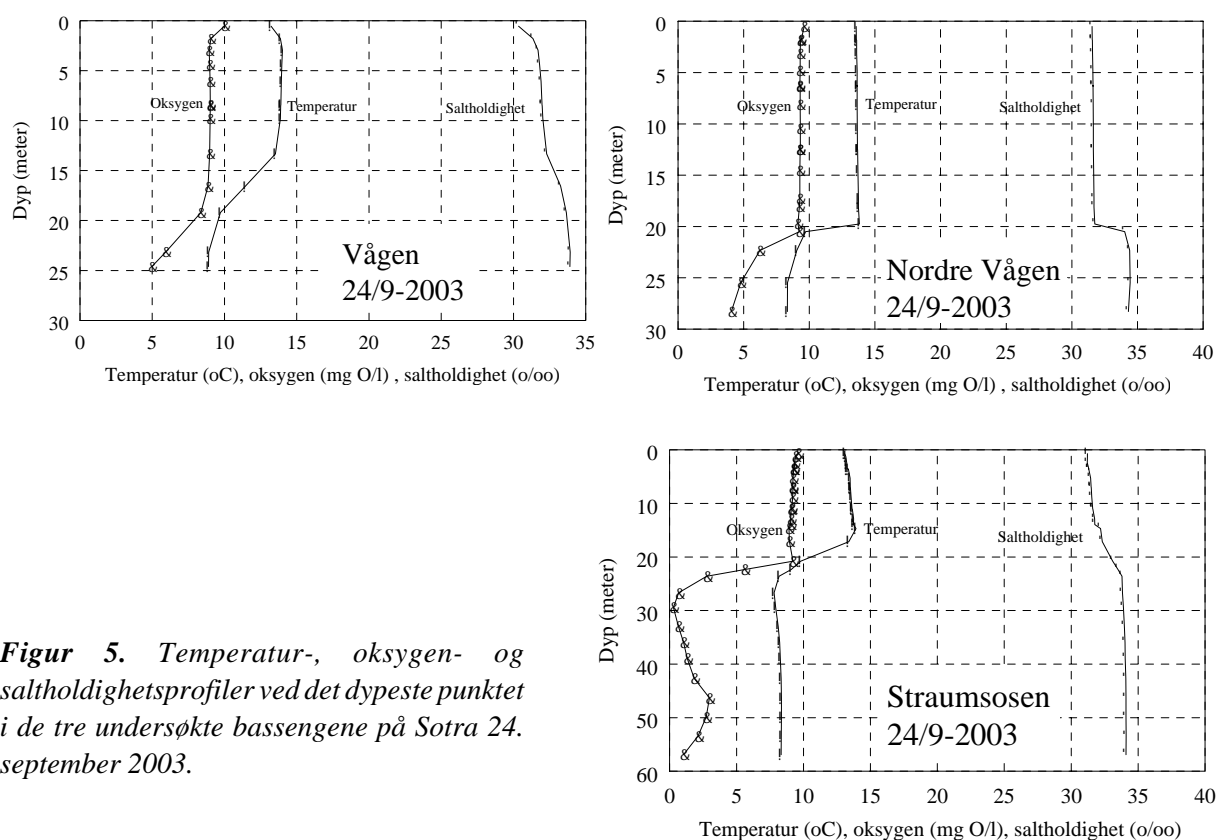 0
5
10
15
20
25
30
Dyp (meter)
Oksygen
Temperatur
Saltholdighet
Vågen
24/9-2003
0 5 10 15 20 25 30 35
Temperatur (oC), oksygen (mg O/l) , saltholdighet (o/oo)
0
5
10
15
20
25
30
Dyp (meter)
Oksygen
Temperatur
Saltholdighet
Nordre Vågen
24/9-2003
0 5 10 15 20 25 30 35 40
Temperatur (oC), oksygen (mg O/l) , saltholdighet (o/oo)
0
10
20
30
40
50
60
Dyp (meter)
Oksygen
Temperatur
Saltholdighet
Straumsosen
24/9-2003
0 5 10 15 20 25 30 35 40
Temperatur (oC), oksygen (mg O/l), saltholdighet (o/oo)
Figur 5. Temperatur-, oksygen- og
saltholdighetsprofiler ved det dypeste punktet
i de tre undersøkte bassengene på Sotra 24.
september 2003.